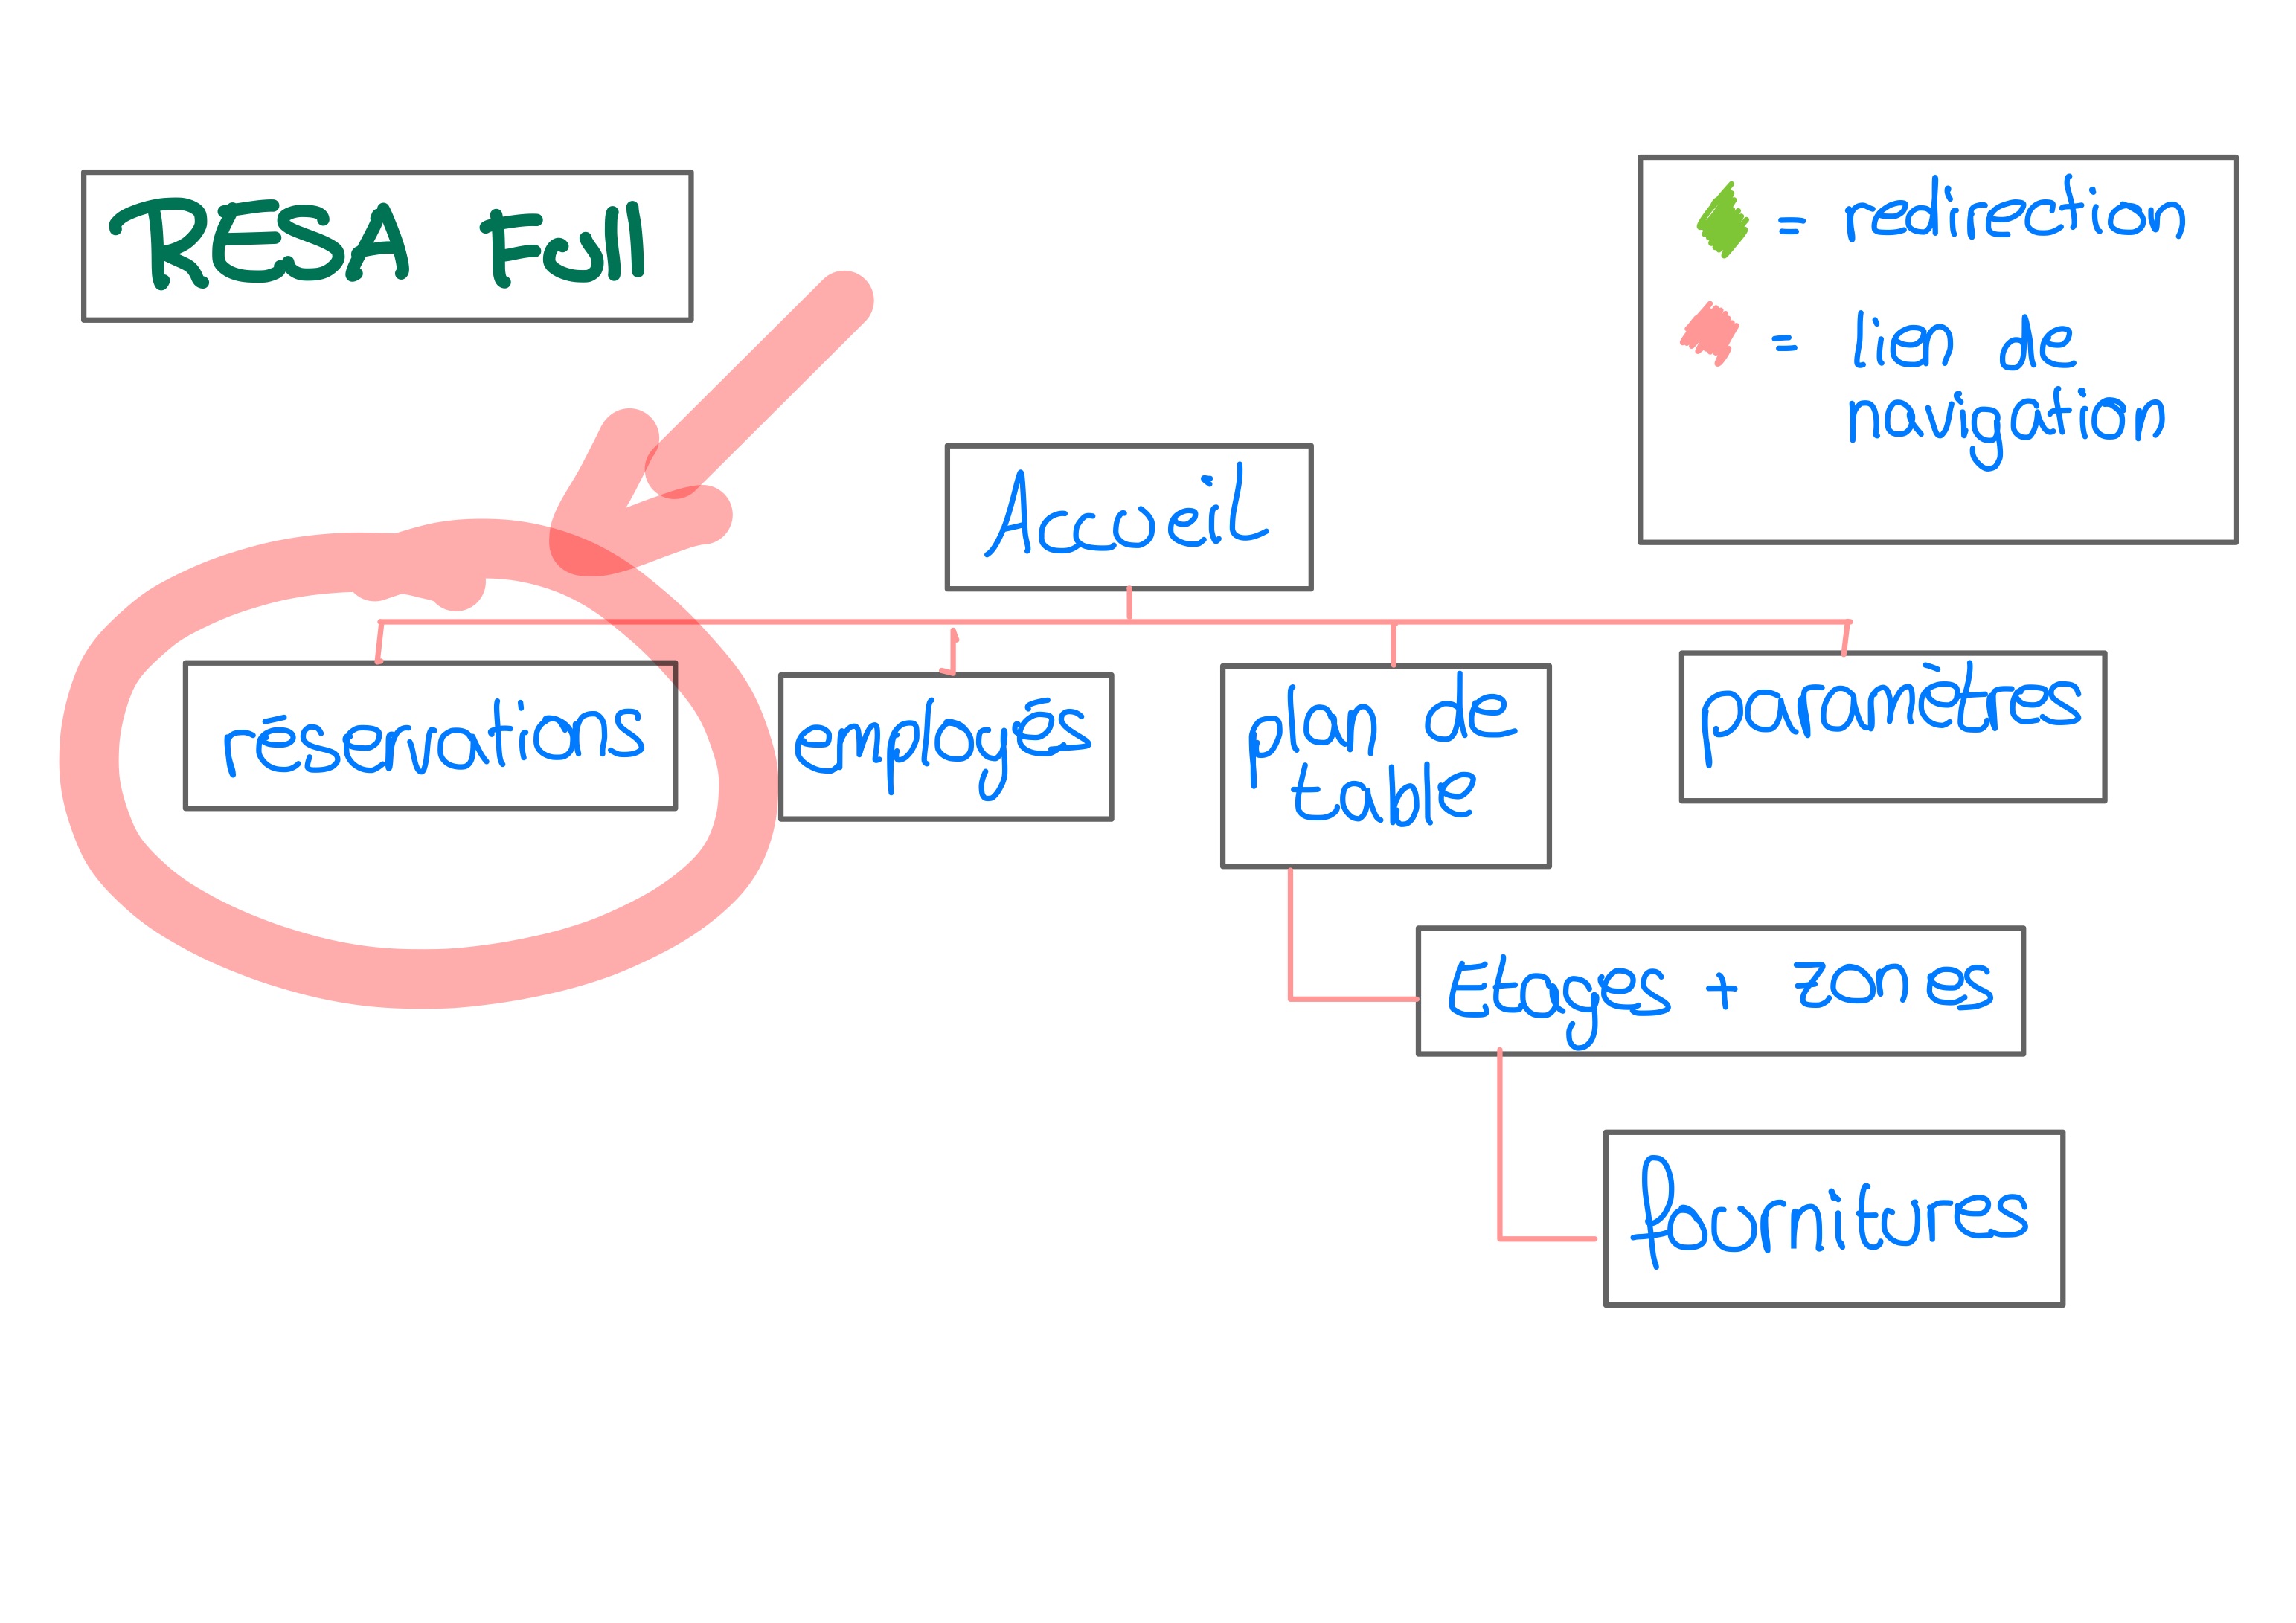 RESA Full
= redirection
= lien de
navigation
Accueil
réservations
employés
plan de
table
paramètres
Etages + zones
fournitures